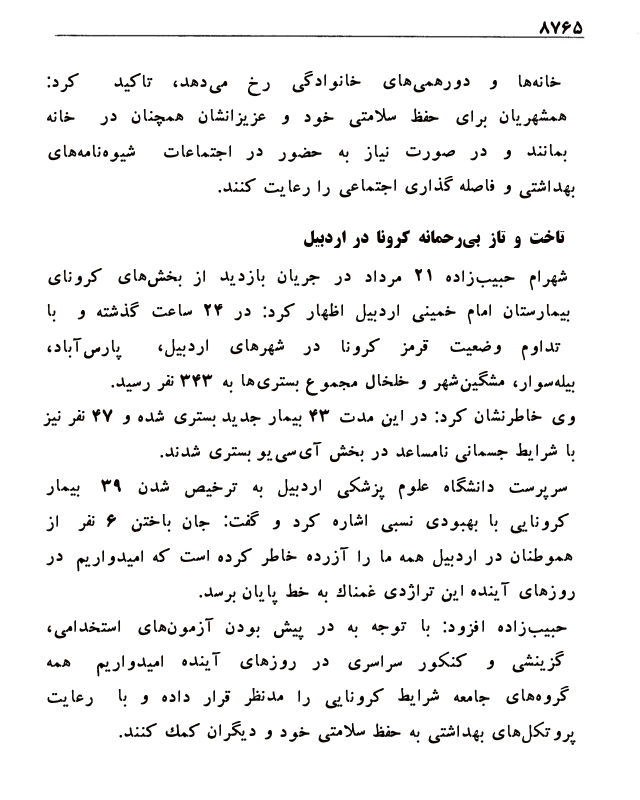 ۸۷۶۵
خانه‌ها و دورهمی‌های خانوادگی رخ می‌دهد، تاکید کرد:
همشهریان برای حفظ سلامتی خود و عزیزانشان همچنان در خانه
بمانند و در صورت نیاز به حضور در اجتماعات شیوه‌نامه‌های
بهداشتی و فاصله گذاری اجتماعی را رعایت کنند.
تاخت و تاز بی‌رحمانه کرونا در اردبیل
شهرام حبیب‌زاده ۲۱ مرداد در جریان بازدید از بخش‌های کرونای
بیمارستان امام خمینی اردبیل اظهار کرد: در ۲۴ ساعت گذشته و با
تداوم وضعیت قرمز کرونا در شهرهای اردبیل، پارس‌آباد،
بیله‌سوار، مشگین‌شهر و خلخال مجموع بستری‌ها به ۳۴۳ نفر رسید.
وی خاطرنشان کرد: در این مدت ۴۳ بیمار جدید بستری شده و ۴۷ نفر نیز
با شرایط جسمانی نامساعد در بخش آی‌سی‌یو بستری شدند.
سرپرست دانشگاه علوم پزشکی اردبیل به ترخیص شدن ۳۹ بیمار
کرونایی با بهبودی نسبی اشاره کرد و گفت: جان باختن ۶ نفر از
هموطنان در اردبیل همه ما را آزرده خاطر کرده است که امیدواریم در
روزهای آینده این تراژدی غمناك به خط پایان برسد.
حبیب‌زاده افزود: با توجه به در پیش بودن آزمون‌های استخدامی،
گزینشی و کنکور سراسری در روزهای آینده امیدواریم همه
گروه‌های جامعه شرایط کرونایی را مدنظر قرار داده و با رعایت
پروتکل‌های بهداشتی به حفظ سلامتی خود و دیگران کمك کنند.